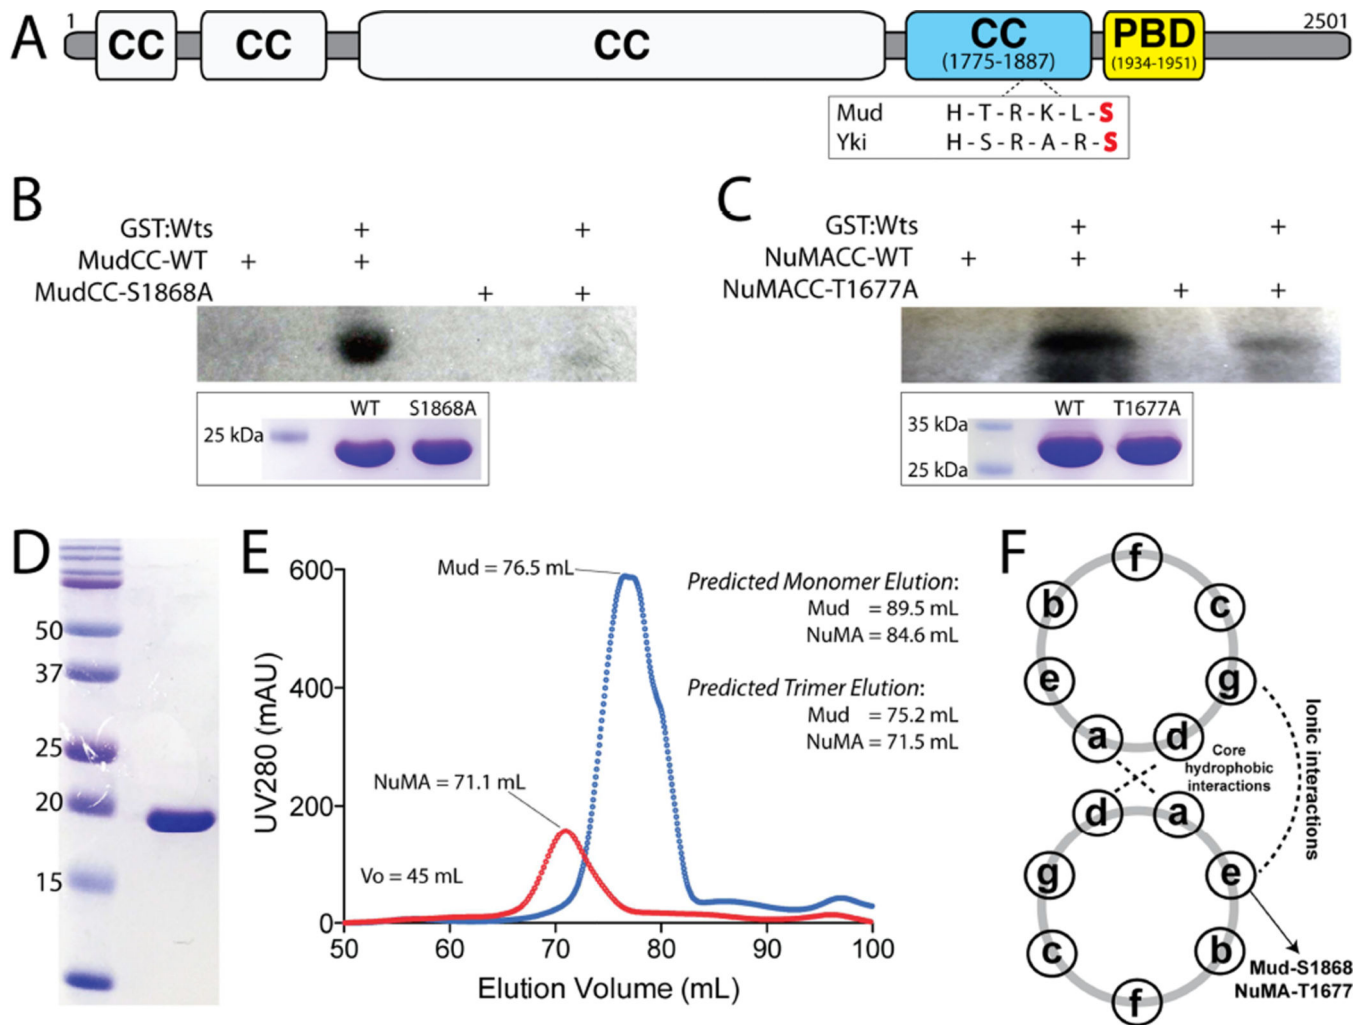 A
1
2501
CC
CC
CC
CC
(1775-1887)
PBD
(1934-1951)
Mud H - T - R - K - L - S
Yki H - S - R - A - R - S
B
GST:Wts + +
MudCC-WT + +
MudCC-S1868A + +
WT S1868A
25 kDa
C
GST:Wts + +
NuMACC-WT + +
NuMACC-T1677A + +
WT T1677A
35 kDa
25 kDa
D
50
37
25
20
15
E
600
400
200
0
UV280 (mAU)
50 60 70 80 90 100
Elution Volume (mL)
Mud = 76.5 mL
NuMA = 71.1 mL
Vo = 45 mL
Predicted Monomer Elution:
Mud = 89.5 mL
NuMA = 84.6 mL
Predicted Trimer Elution:
Mud = 75.2 mL
NuMA = 71.5 mL
F
f
b c
e g
a d
Core
hydrophobic
interactions
Ionic interactions
d a
g e
c b
f
Mud-S1868
NuMA-T1677